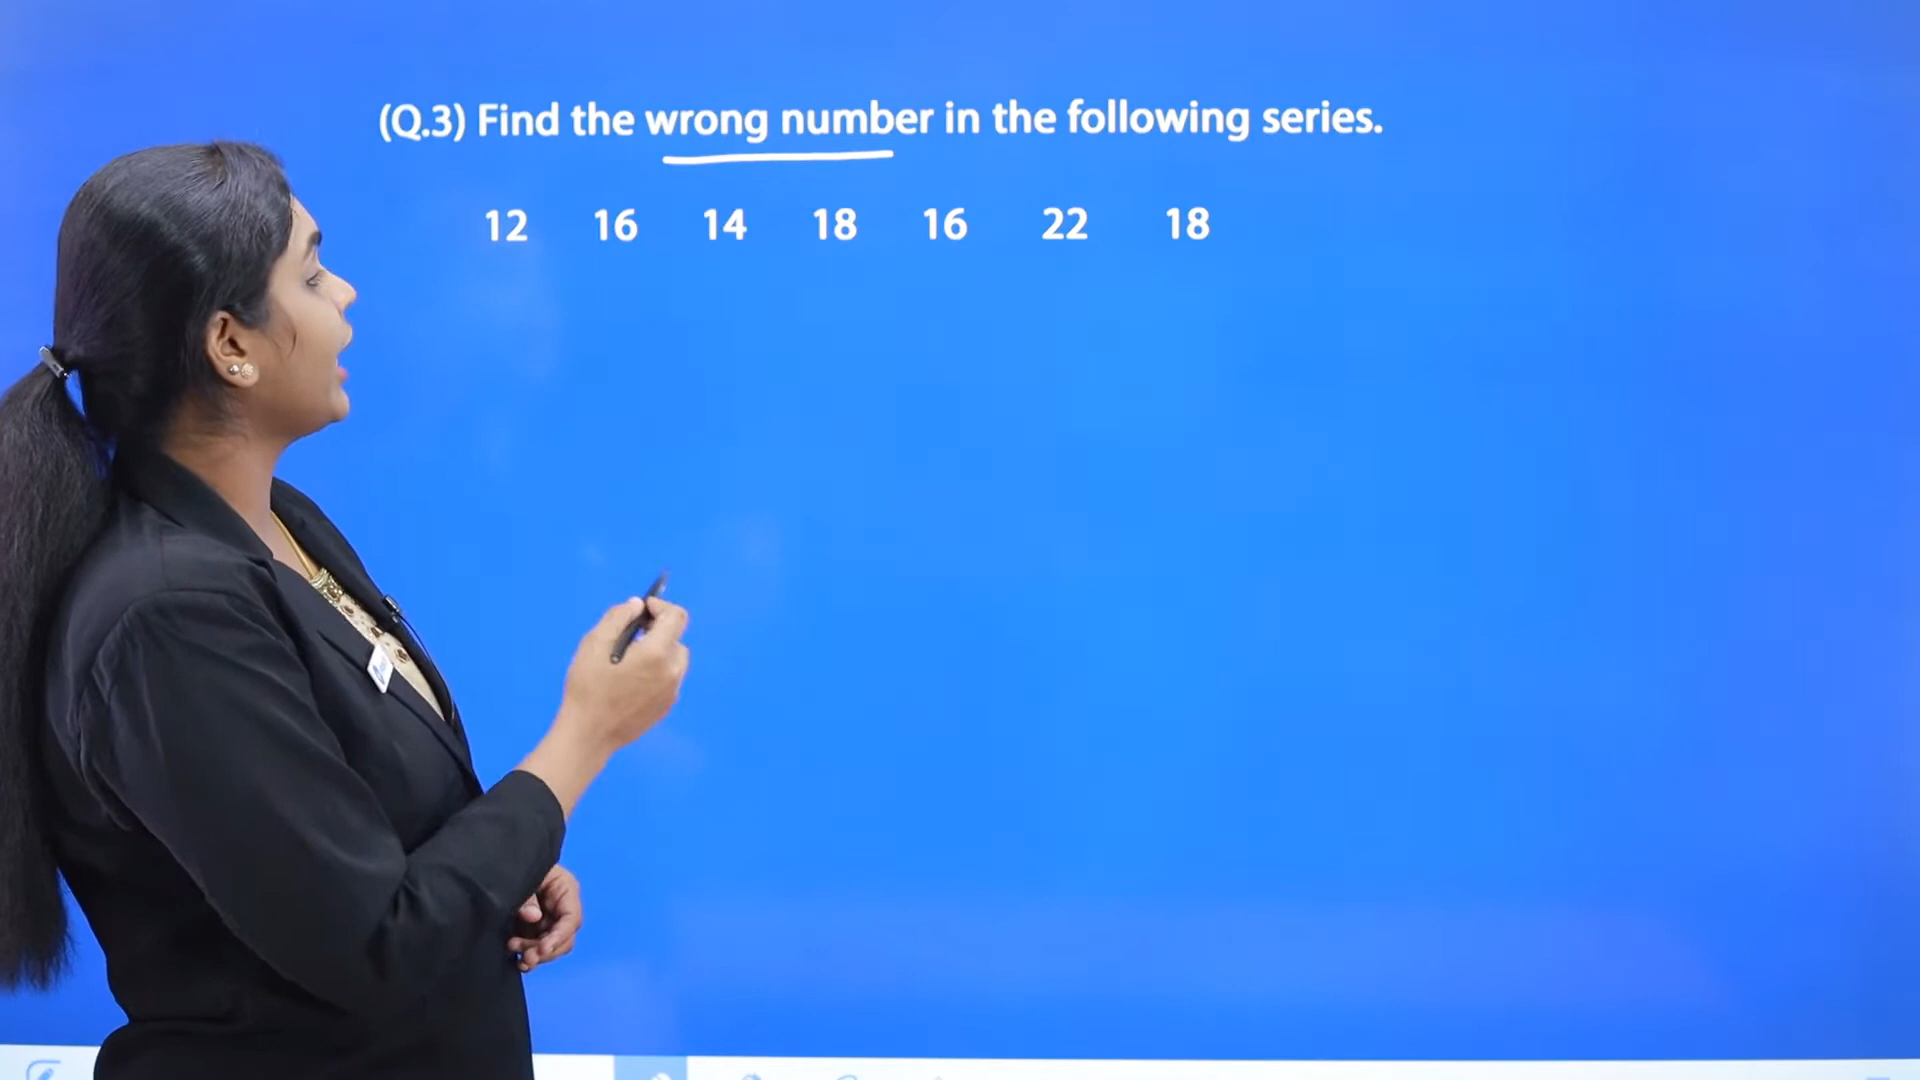 (Q.3) Find the wrong number in the following series.
12 16 14 18 16 22 18